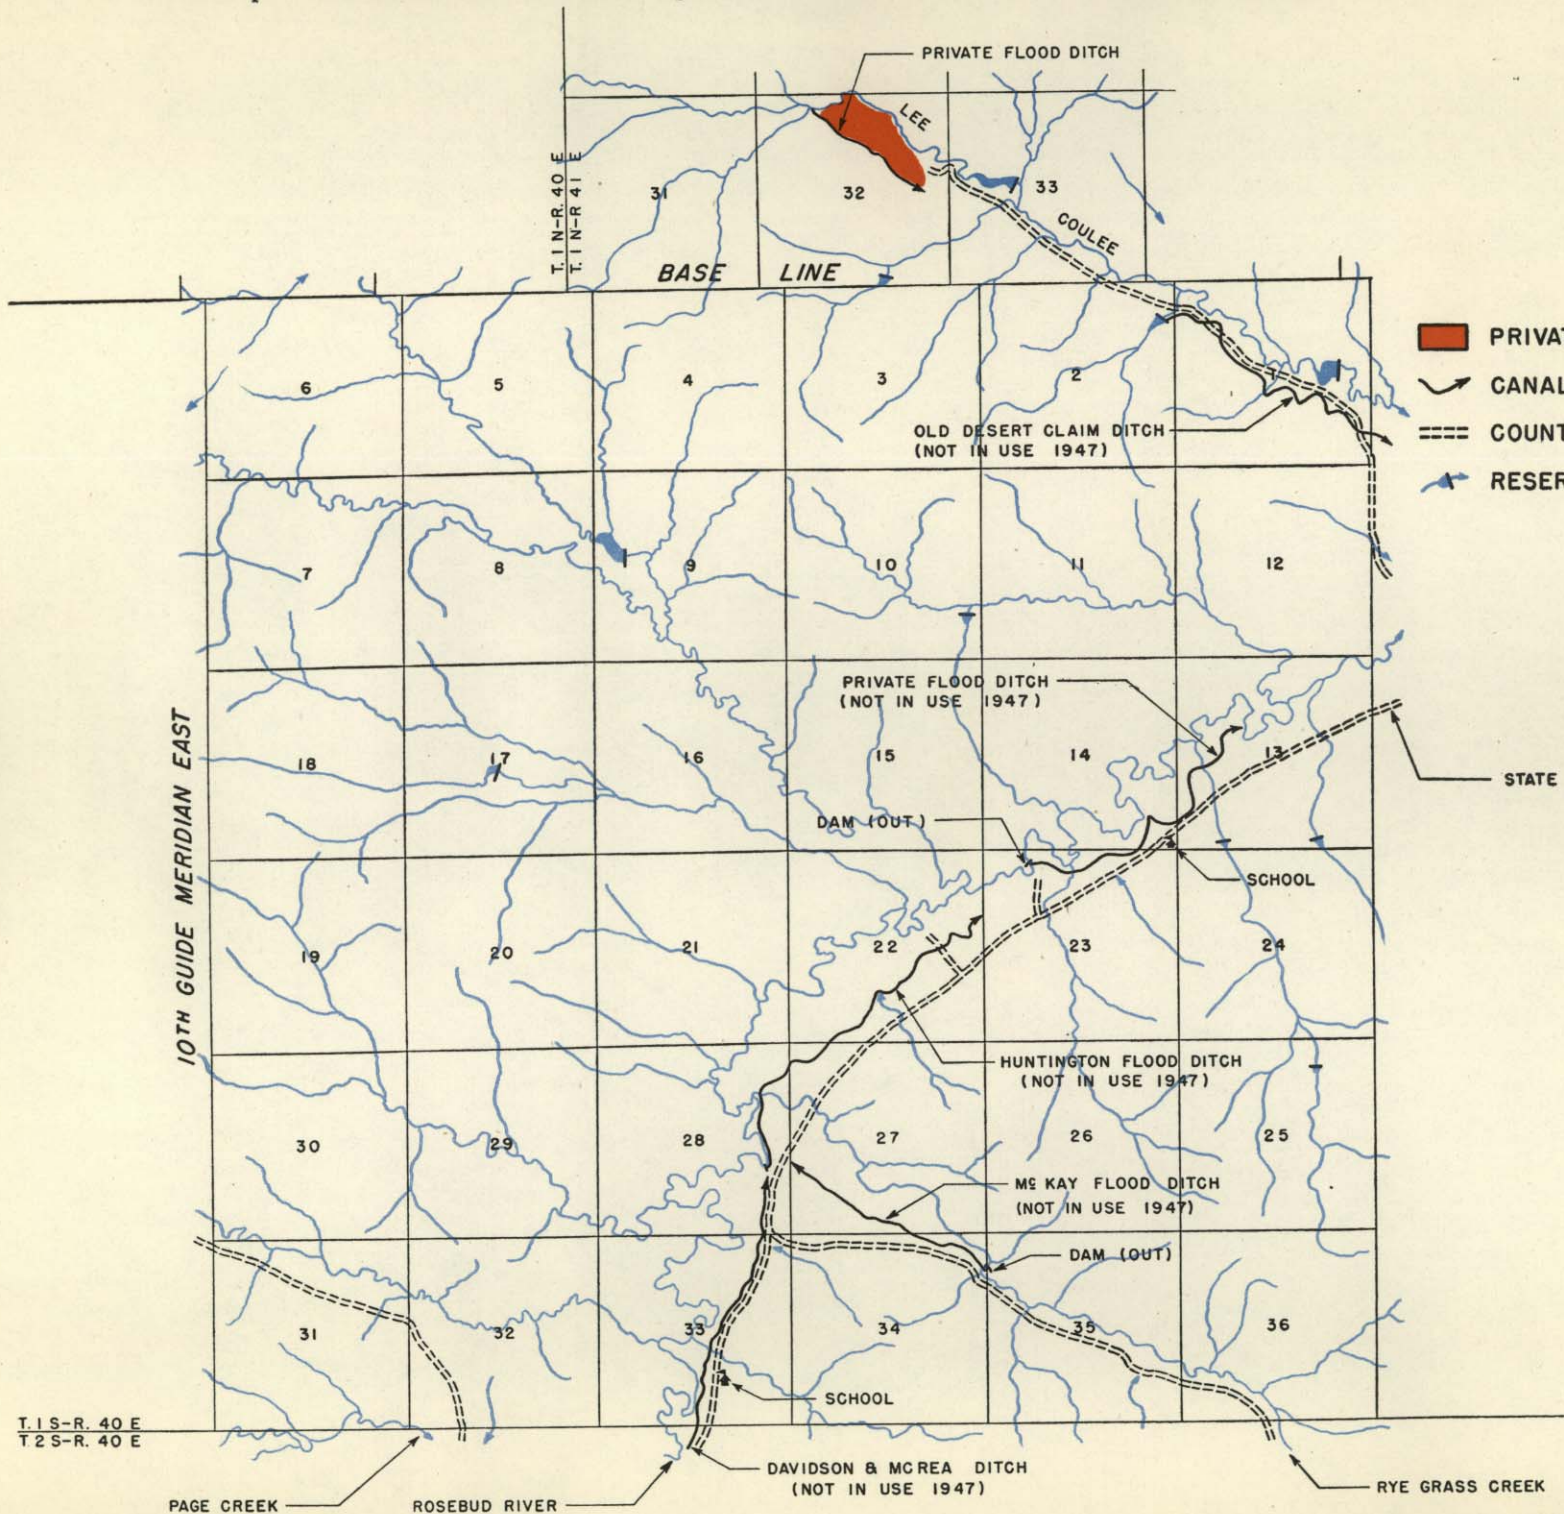 PRIVATE FLOOD DITCH
LEE
T. 1 N-R. 40 E
T. 1 N-R 41 E
31
32
33
COULEE
BASE LINE
6
5
4
3
2
1
PRIVAT
CANAL
COUNT
RESER
OLD DESERT CLAIM DITCH
(NOT IN USE 1947)
7
8
9
10
11
12
PRIVATE FLOOD DITCH
(NOT IN USE 1947)
10TH GUIDE MERIDIAN EAST
18
17
16
15
14
13
STATE
DAM (OUT)
SCHOOL
19
20
21
22
23
24
HUNTINGTON FLOOD DITCH
(NOT IN USE 1947)
30
29
28
27
26
25
Mc KAY FLOOD DITCH
(NOT IN USE 1947)
DAM (OUT)
31
32
33
34
35
36
SCHOOL
T. 1 S-R. 40 E
T 2 S-R. 40 E
DAVIDSON & MCREA DITCH
(NOT IN USE 1947)
PAGE CREEK
ROSEBUD RIVER
RYE GRASS CREEK